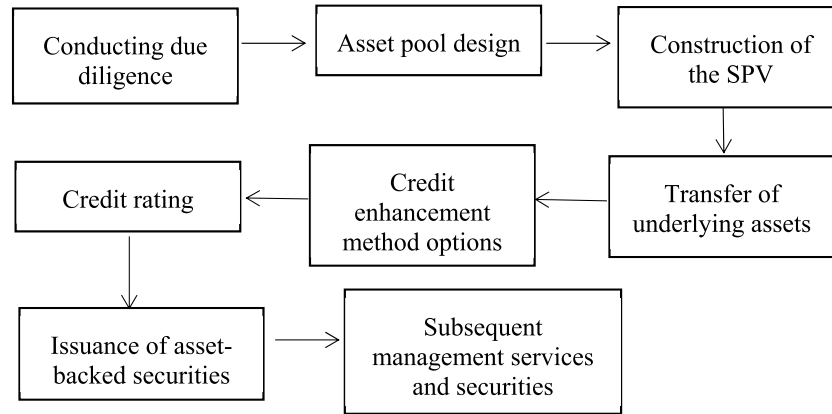 Conducting due
diligence
Asset pool design
Construction of
the SPV
Transfer of
underlying assets
Credit
enhancement
method options
Credit rating
Issuance of asset-
backed securities
Subsequent
management services
and securities